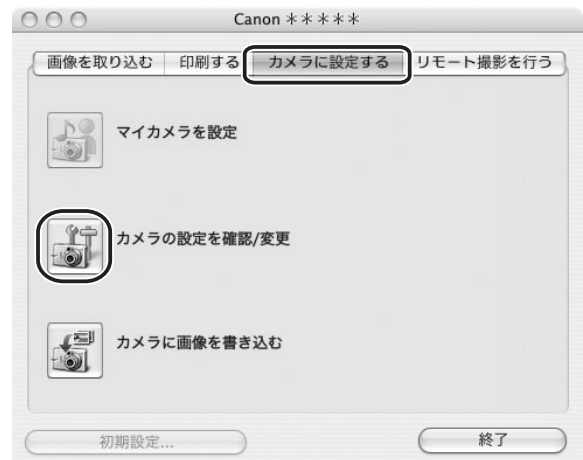 Canon ＊＊＊＊＊
画像を取り込む 印刷する カメラに設定する リモート撮影を行う
マイカメラを設定
カメラの設定を確認/変更
カメラに画像を書き込む
初期設定... 終了